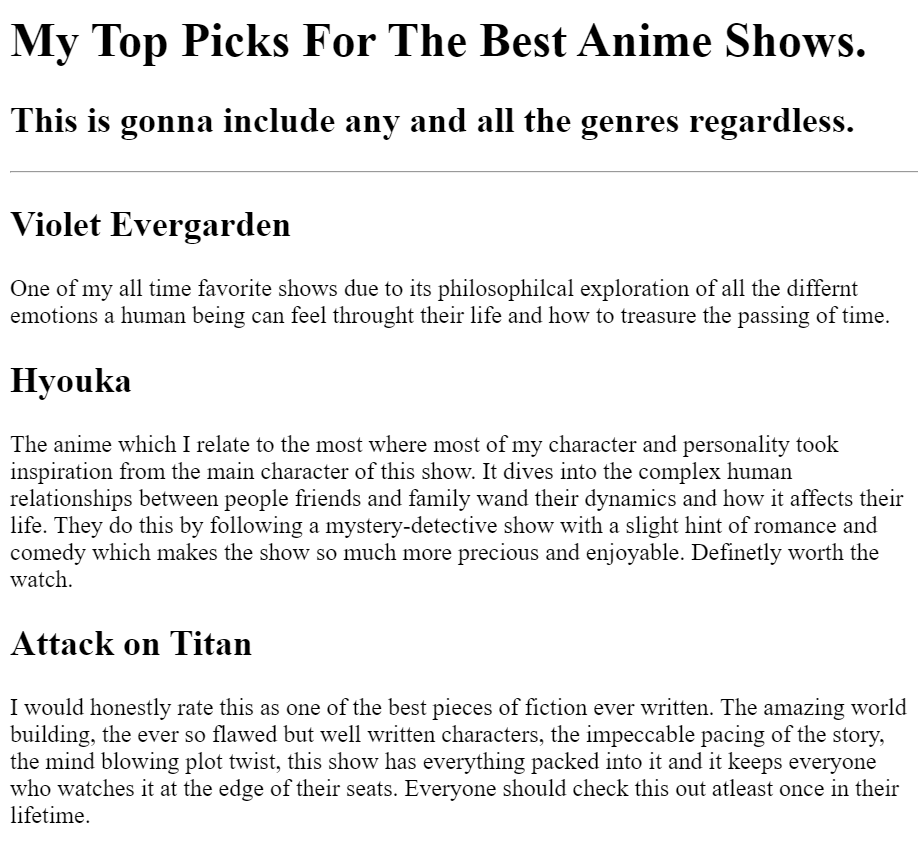 My Top Picks For The Best Anime Shows.
This is gonna include any and all the genres regardless.
Violet Evergarden
One of my all time favorite shows due to its philosophilcal exploration of all the differnt
emotions a human being can feel throught their life and how to treasure the passing of time.
Hyouka
The anime which I relate to the most where most of my character and personality took
inspiration from the main character of this show. It dives into the complex human
relationships between people friends and family wand their dynamics and how it affects their
life. They do this by following a mystery-detective show with a slight hint of romance and
comedy which makes the show so much more precious and enjoyable. Definetly worth the
watch.
Attack on Titan
I would honestly rate this as one of the best pieces of fiction ever written. The amazing world
building, the ever so flawed but well written characters, the impeccable pacing of the story,
the mind blowing plot twist, this show has everything packed into it and it keeps everyone
who watches it at the edge of their seats. Everyone should check this out atleast once in their
lifetime.